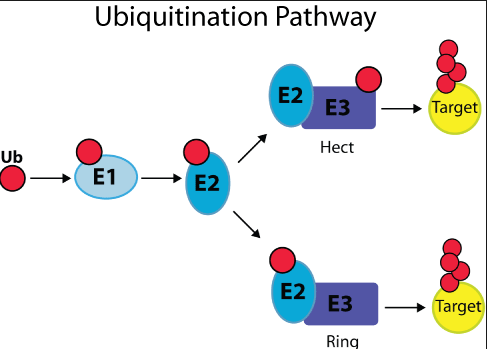 Ubiquitination Pathway
Ub
E1
E2
E2
E3
Hect
Target
E2
E3
Ring
Target